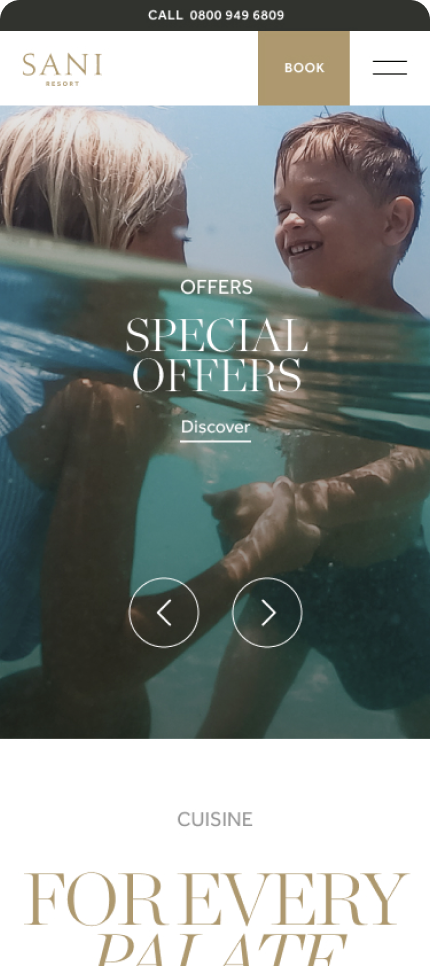 CALL 0800 949 6809
SANI
RESORT
BOOK
OFFERS
SPECIAL
OFFERS
Discover
CUISINE
FOR EVERY
PALATE